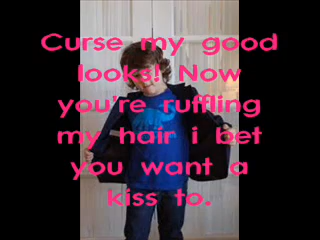 Curse my good
looks! Now
you're ruffling
my hair i bet
you want a
kiss to.